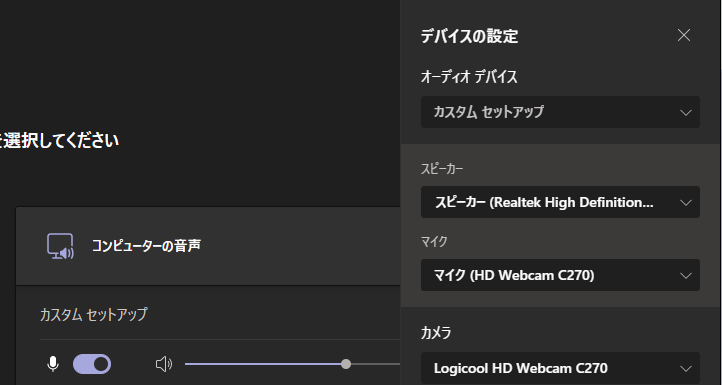 を選択してください
コンピューターの音声
カスタム セットアップ
デバイスの設定
オーディオ デバイス
カスタム セットアップ
スピーカー
スピーカー (Realtek High Definition...
マイク
マイク (HD Webcam C270)
カメラ
Logicool HD Webcam C270